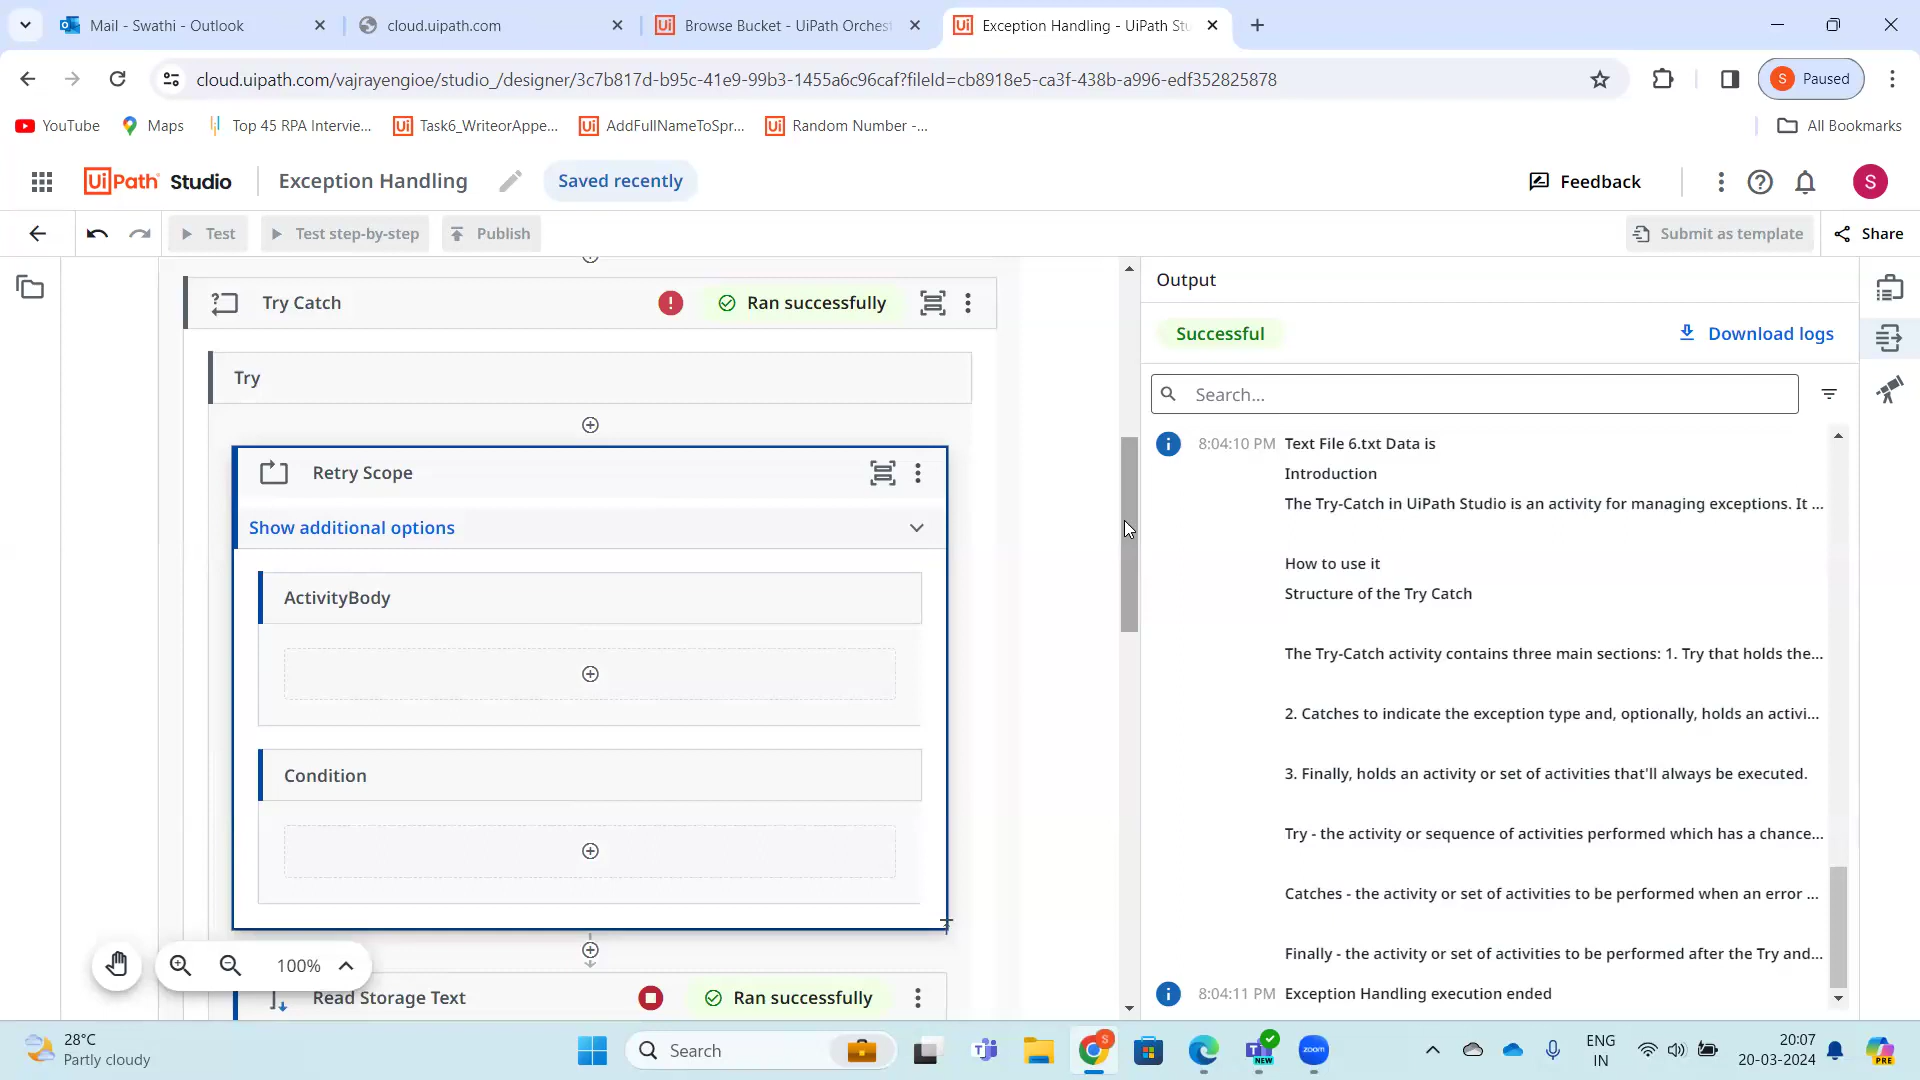 Mail - Swathi - Outlook
cloud.uipath.com
Browse Bucket - UiPath Orchest
Exception Handling - UiPath Stu
cloud.uipath.com/vajrayengioe/studio_/designer/3c7b817d-b95c-41e9-99b3-1455a6c96caf?fileId=cb8918e5-ca3f-438b-a996-edf352825878
S Paused
YouTube
Maps
Top 45 RPA Intervie...
Task6_WriteorAppe...
AddFullNameToSpr...
Random Number -...
All Bookmarks
UiPath Studio
Exception Handling
Saved recently
Feedback
S
Test
Test step-by-step
Publish
Submit as template
Share
Try Catch
Ran successfully
Try
Retry Scope
Show additional options
ActivityBody
Condition
100%
Read Storage Text
Ran successfully
Output
Successful
Download logs
Search...
8:04:10 PM Text File 6.txt Data is
Introduction
The Try-Catch in UiPath Studio is an activity for managing exceptions. It ...
How to use it
Structure of the Try Catch
The Try-Catch activity contains three main sections: 1. Try that holds the...
2. Catches to indicate the exception type and, optionally, holds an activi...
3. Finally, holds an activity or set of activities that'll always be executed.
Try - the activity or sequence of activities performed which has a chance...
Catches - the activity or set of activities to be performed when an error ...
Finally - the activity or set of activities to be performed after the Try and...
8:04:11 PM Exception Handling execution ended
28°C
Partly cloudy
Search
NEW
zoom
ENG
IN
20:07
20-03-2024
PRE